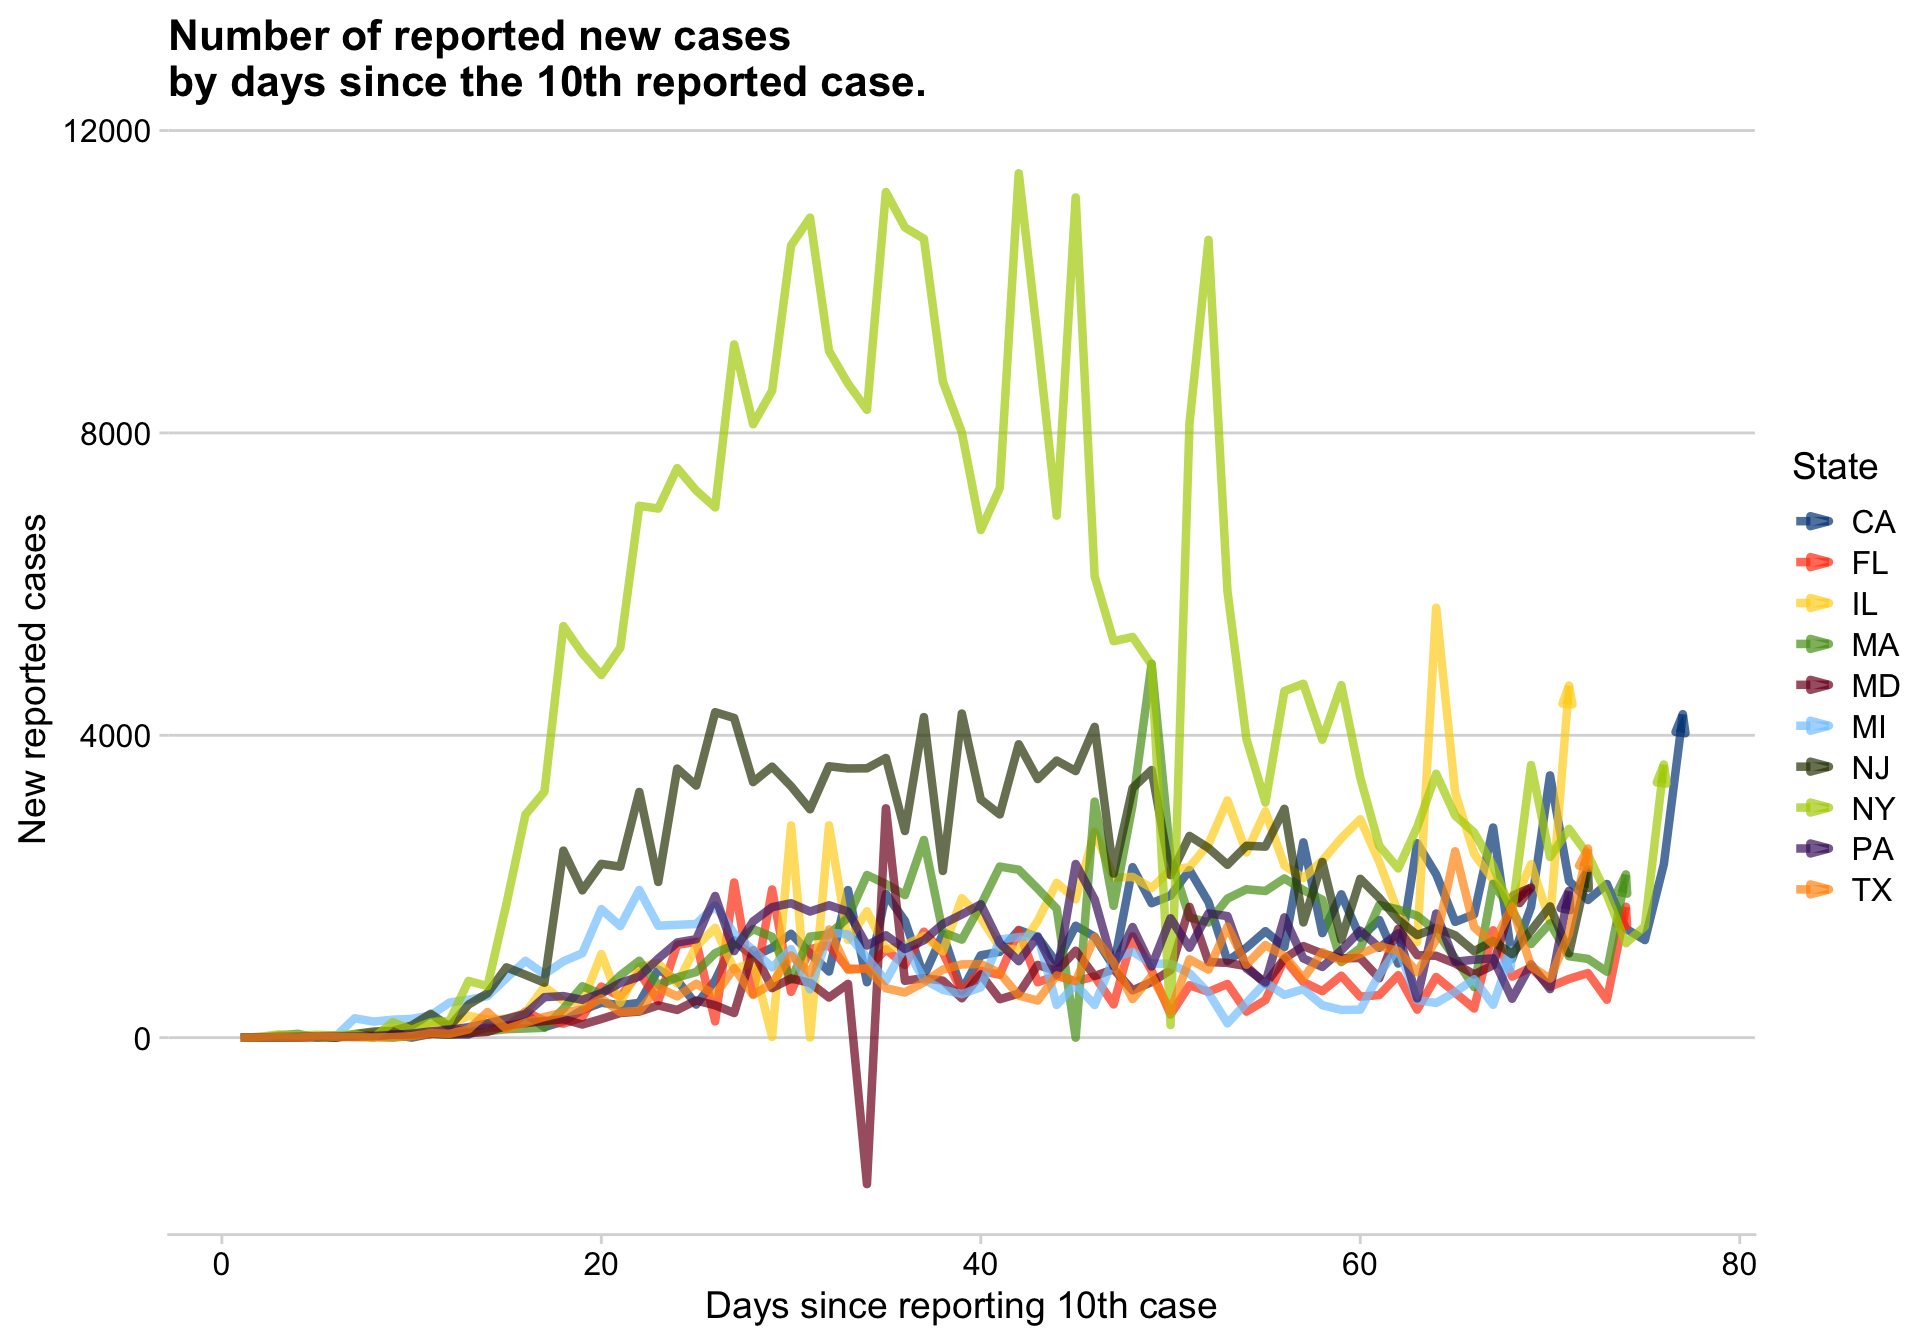 Number of reported new cases
by days since the 10th reported case.
12000
8000
4000
0
New reported cases
0
20
40
60
80
Days since reporting 10th case
State
CA
FL
IL
MA
MD
MI
NJ
NY
PA
TX